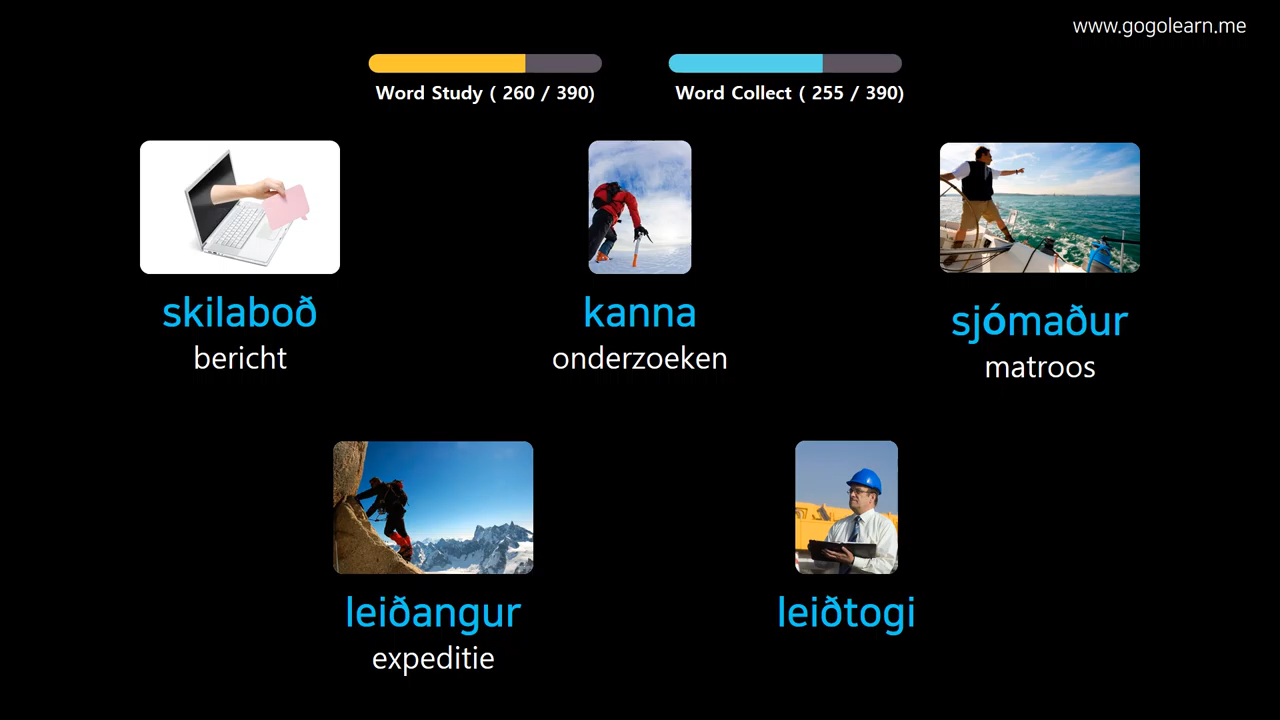 www.gogolearn.me
Word Study ( 260 / 390)
Word Collect ( 255 / 390)
skilaboð
bericht
kanna
onderzoeken
sjómaður
matroos
leiðangur
expeditie
leiðtogi